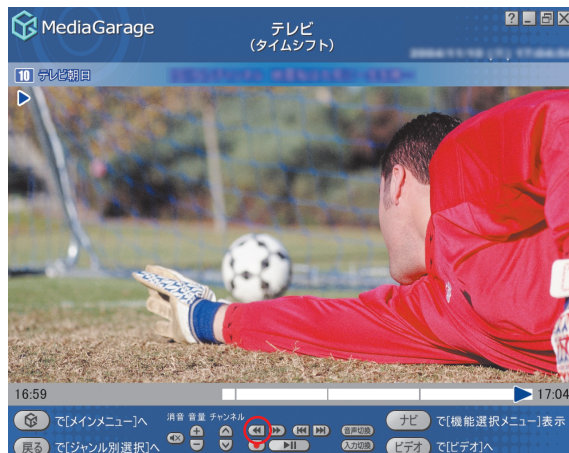 MediaGarage
テレビ
(タイムシフト)
10 テレビ朝日
16:59
17:04
で[メインメニュー]へ
消音 音量 チャンネル
音声切換
ナビ で[機能選択メニュー]表示
戻る で[ジャンル別選択]へ
入力切換
ビデオ で[ビデオ]へ